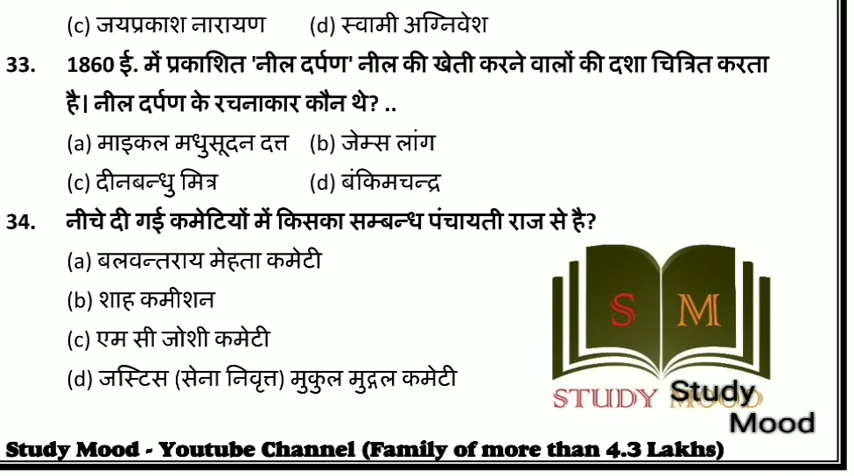 (c) जयप्रकाश नारायण (d) स्वामी अग्निवेश
33. 1860 ई. में प्रकाशित 'नील दर्पण' नील की खेती करने वालों की दशा चित्रित करता
है। नील दर्पण के रचनाकार कौन थे? ..
(a) माइकल मधुसूदन दत्त (b) जेम्स लांग
(c) दीनबन्धु मित्र (d) बंकिमचन्द्र
34. नीचे दी गई कमेटियों में किसका सम्बन्ध पंचायती राज से है?
(a) बलवन्तराय मेहता कमेटी
(b) शाह कमीशन
(c) एम सी जोशी कमेटी
(d) जस्टिस (सेना निवृत्त) मुकुल मुद्गल कमेटी
S M
STUDY MOOD
Study
Mood
Study Mood - Youtube Channel (Family of more than 4.3 Lakhs)